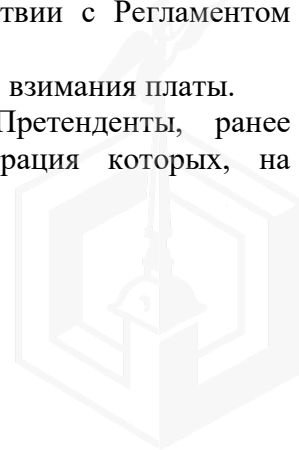 твии с Регламентом
взимания платы.
Претенденты, ранее
рация которых, на